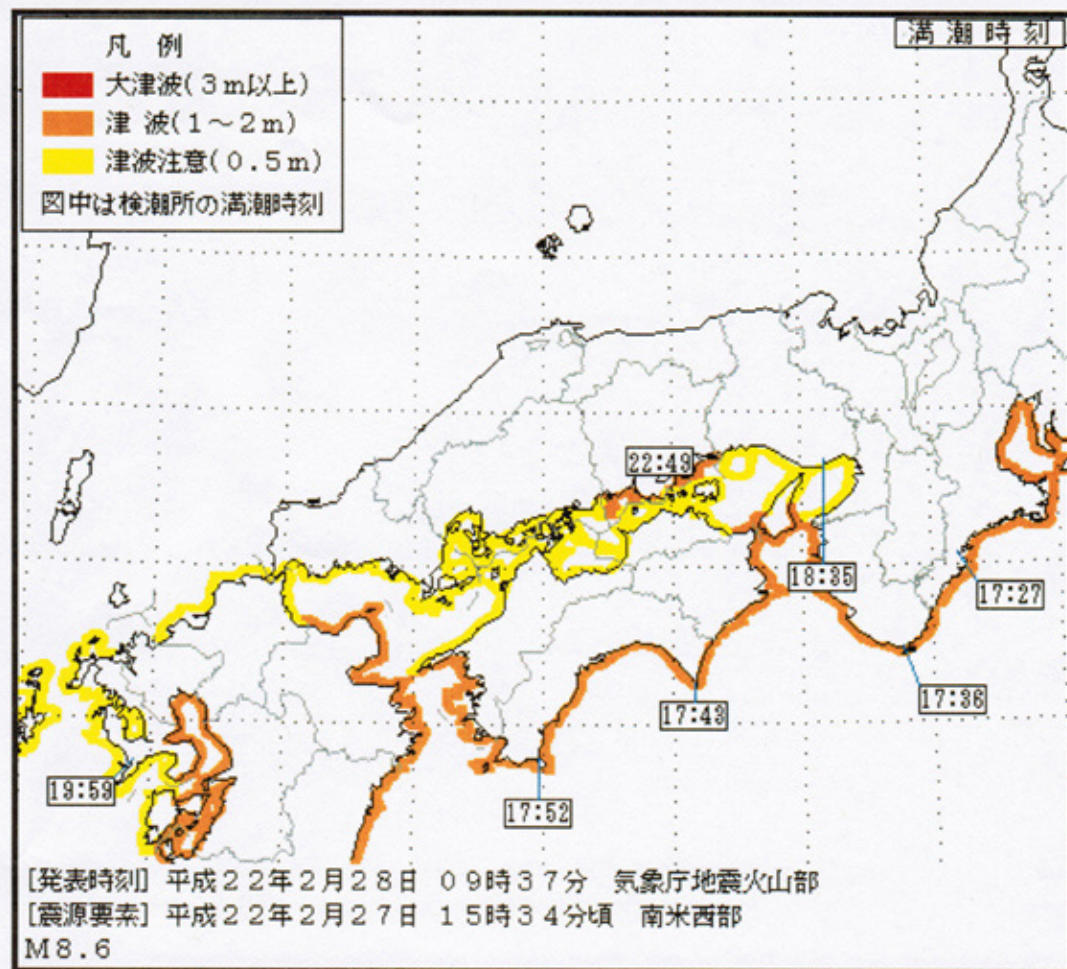 満潮時刻
凡 例
大津波(3m以上)
津 波(1~2m)
津波注意(0.5m)
図中は検潮所の満潮時刻
22:49
18:35
17:27
17:36
17:43
19:59
17:52
[発表時刻] 平成22年2月28日 09時37分 気象庁地震火山部
[震源要素] 平成22年2月27日 15時34分頃 南米西部
M8.6